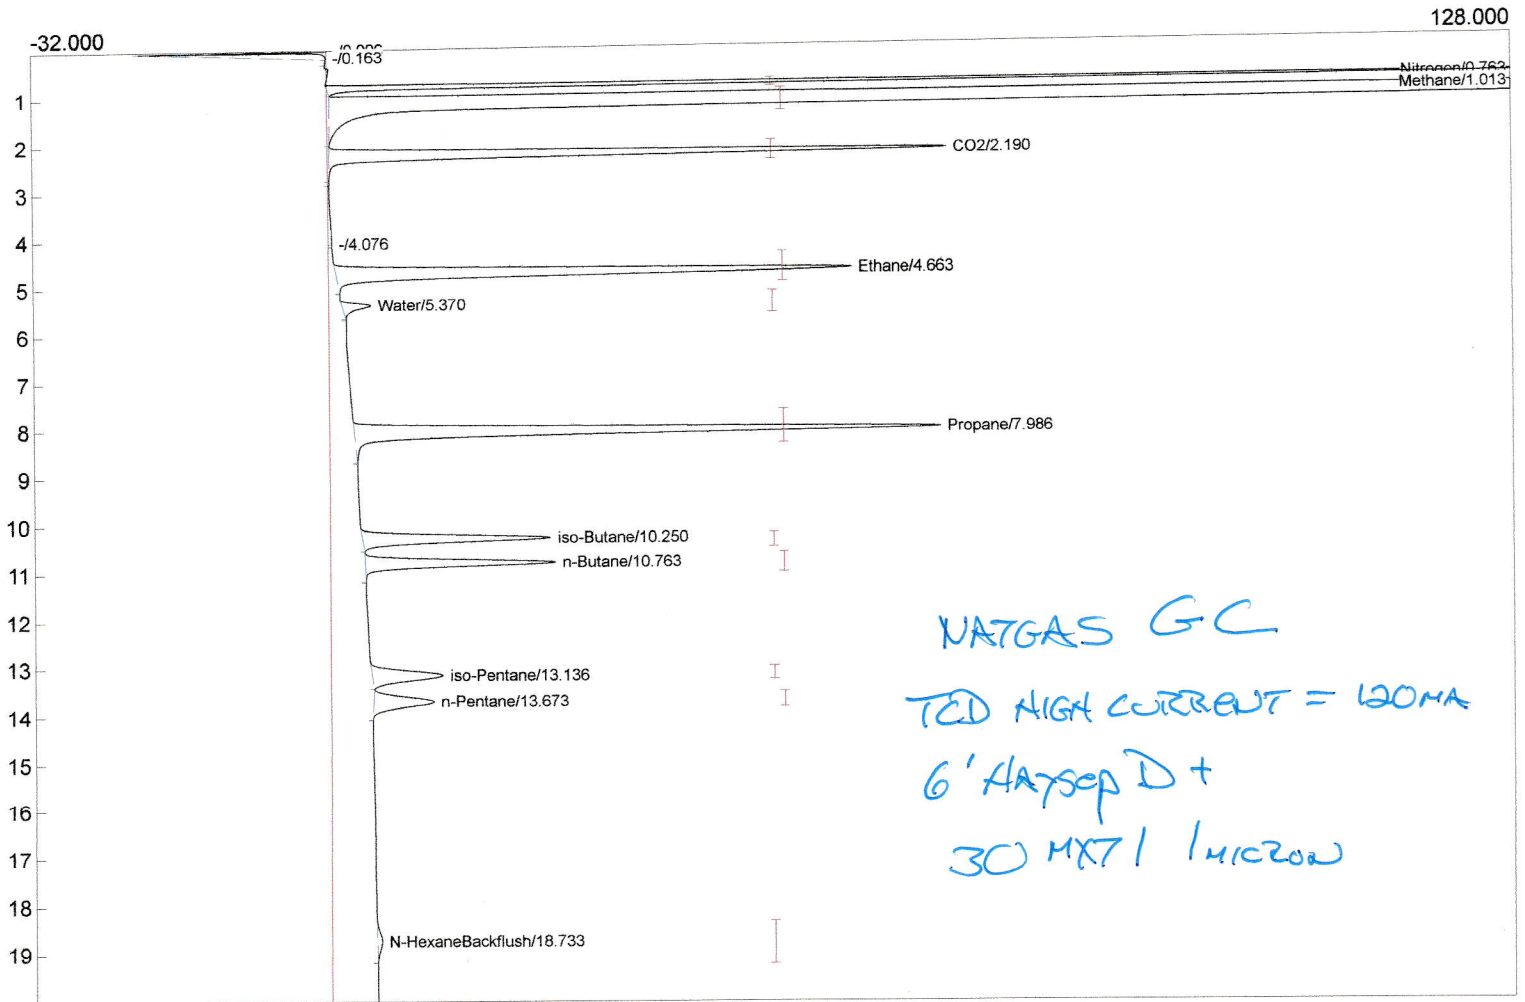 128.000
-32.000
-/0.163
Nitrogen/0.763
Methane/1.013
1
CO2/2.190
2
3
-/4.076
4
Ethane/4.663
5
Water/5.370
6
7
Propane/7.986
8
9
iso-Butane/10.250
10
n-Butane/10.763
11
NATGAS GC
12
iso-Pentane/13.136
13
n-Pentane/13.673
TCD HIGH CURRENT = 120MA
14
15
6' HAYSEP D +
16
30 MXT1 1MICRON
17
18
N-HexaneBackflush/18.733
19